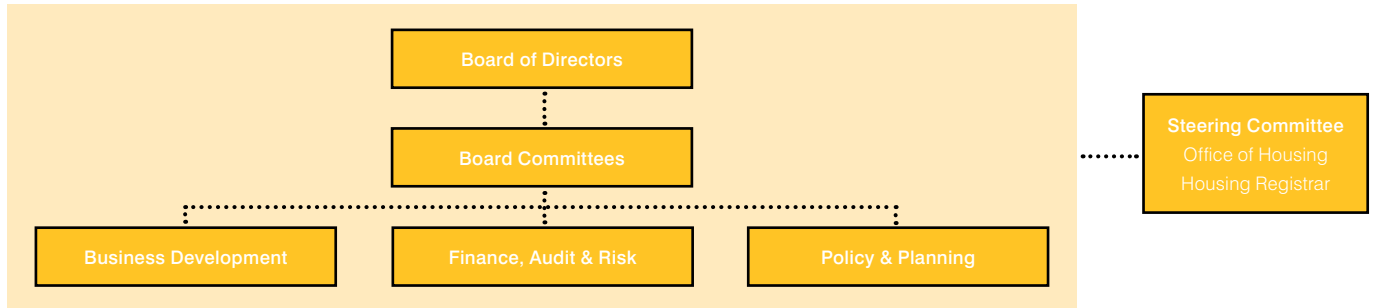 Board of Directors
Board Committees
Business Development
Finance, Audit & Risk
Policy & Planning
Steering Committee
Office of Housing
Housing Registrar